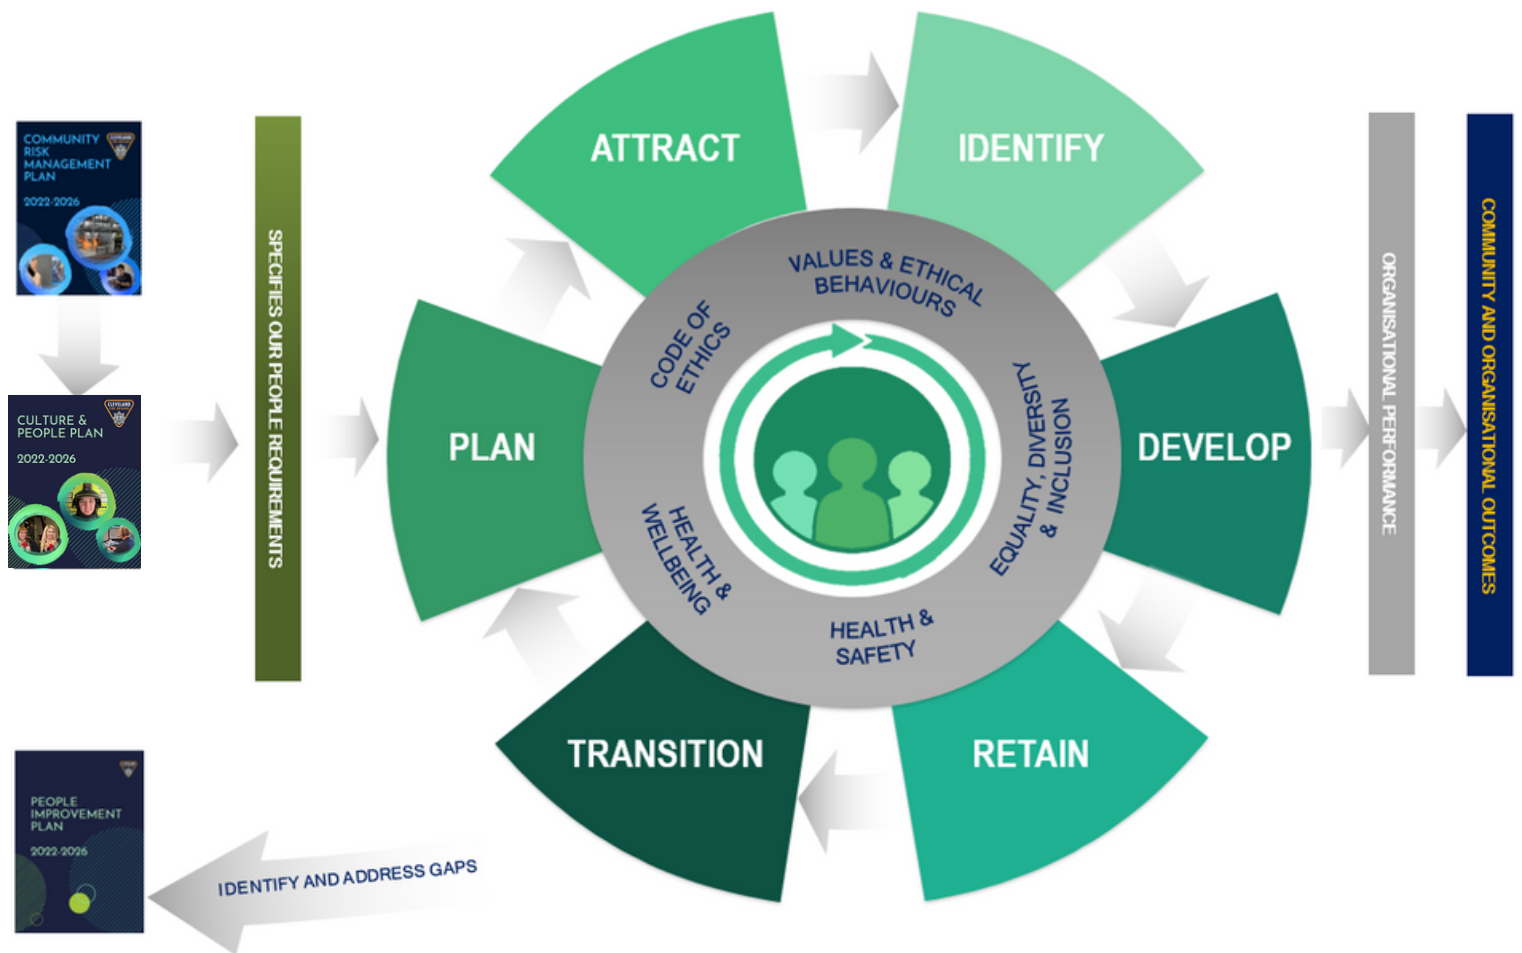 COMMUNITY
RISK
MANAGEMENT
PLAN
2022-2026
CLEVELAND
CULTURE &
PEOPLE PLAN
2022-2026
SPECIFIES OUR PEOPLE REQUIREMENTS
PLAN
ATTRACT
IDENTIFY
DEVELOP
RETAIN
TRANSITION
VALUES & ETHICAL
BEHAVIOURS
EQUALITY, DIVERSITY
& INCLUSION
HEALTH &
SAFETY
HEALTH &
WELLBEING
CODE OF
ETHICS
ORGANISATIONAL PERFORMANCE
COMMUNITY AND ORGANISATIONAL OUTCOMES
IDENTIFY AND ADDRESS GAPS
PEOPLE
IMPROVEMENT
PLAN
2022-2026